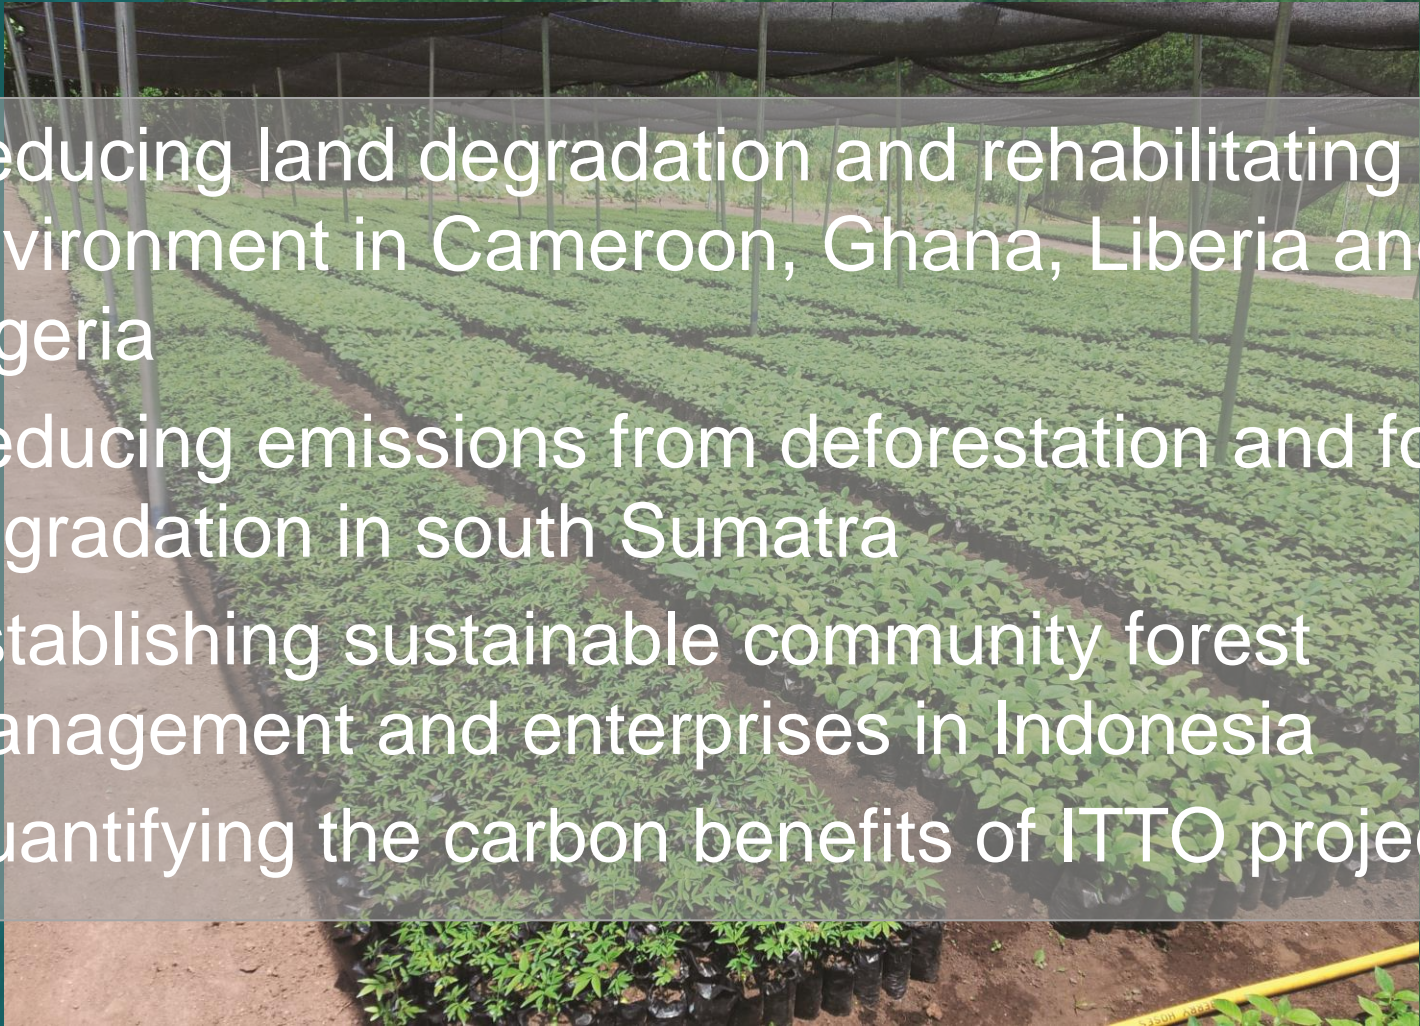 educing land degradation and rehabilitating
vironment in Cameroon, Ghana, Liberia an
geria
educing emissions from deforestation and fo
gradation in south Sumatra
stablishing sustainable community forest
anagement and enterprises in Indonesia
uantifying the carbon benefits of ITTO proje
BERRY HOSES